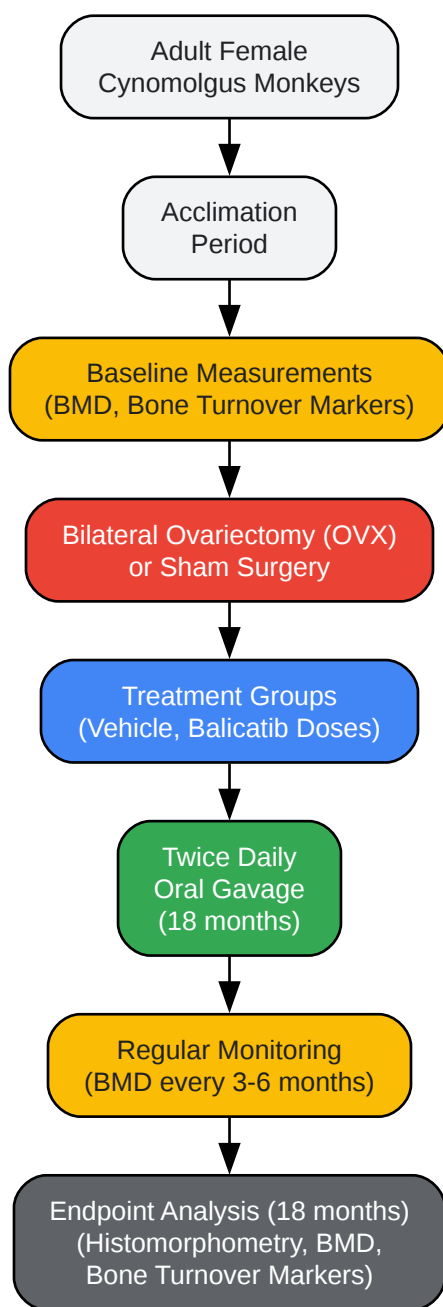 Adult Female
Cynomolgus Monkeys
Acclimation
Period
Baseline Measurements
(BMD, Bone Turnover Markers)
Bilateral Ovariectomy (OVX)
or Sham Surgery
Treatment Groups
(Vehicle, Balicatib Doses)
Twice Daily
Oral Gavage
(18 months)
Regular Monitoring
(BMD every 3-6 months)
Endpoint Analysis (18 months)
(Histomorphometry, BMD,
Bone Turnover Markers)